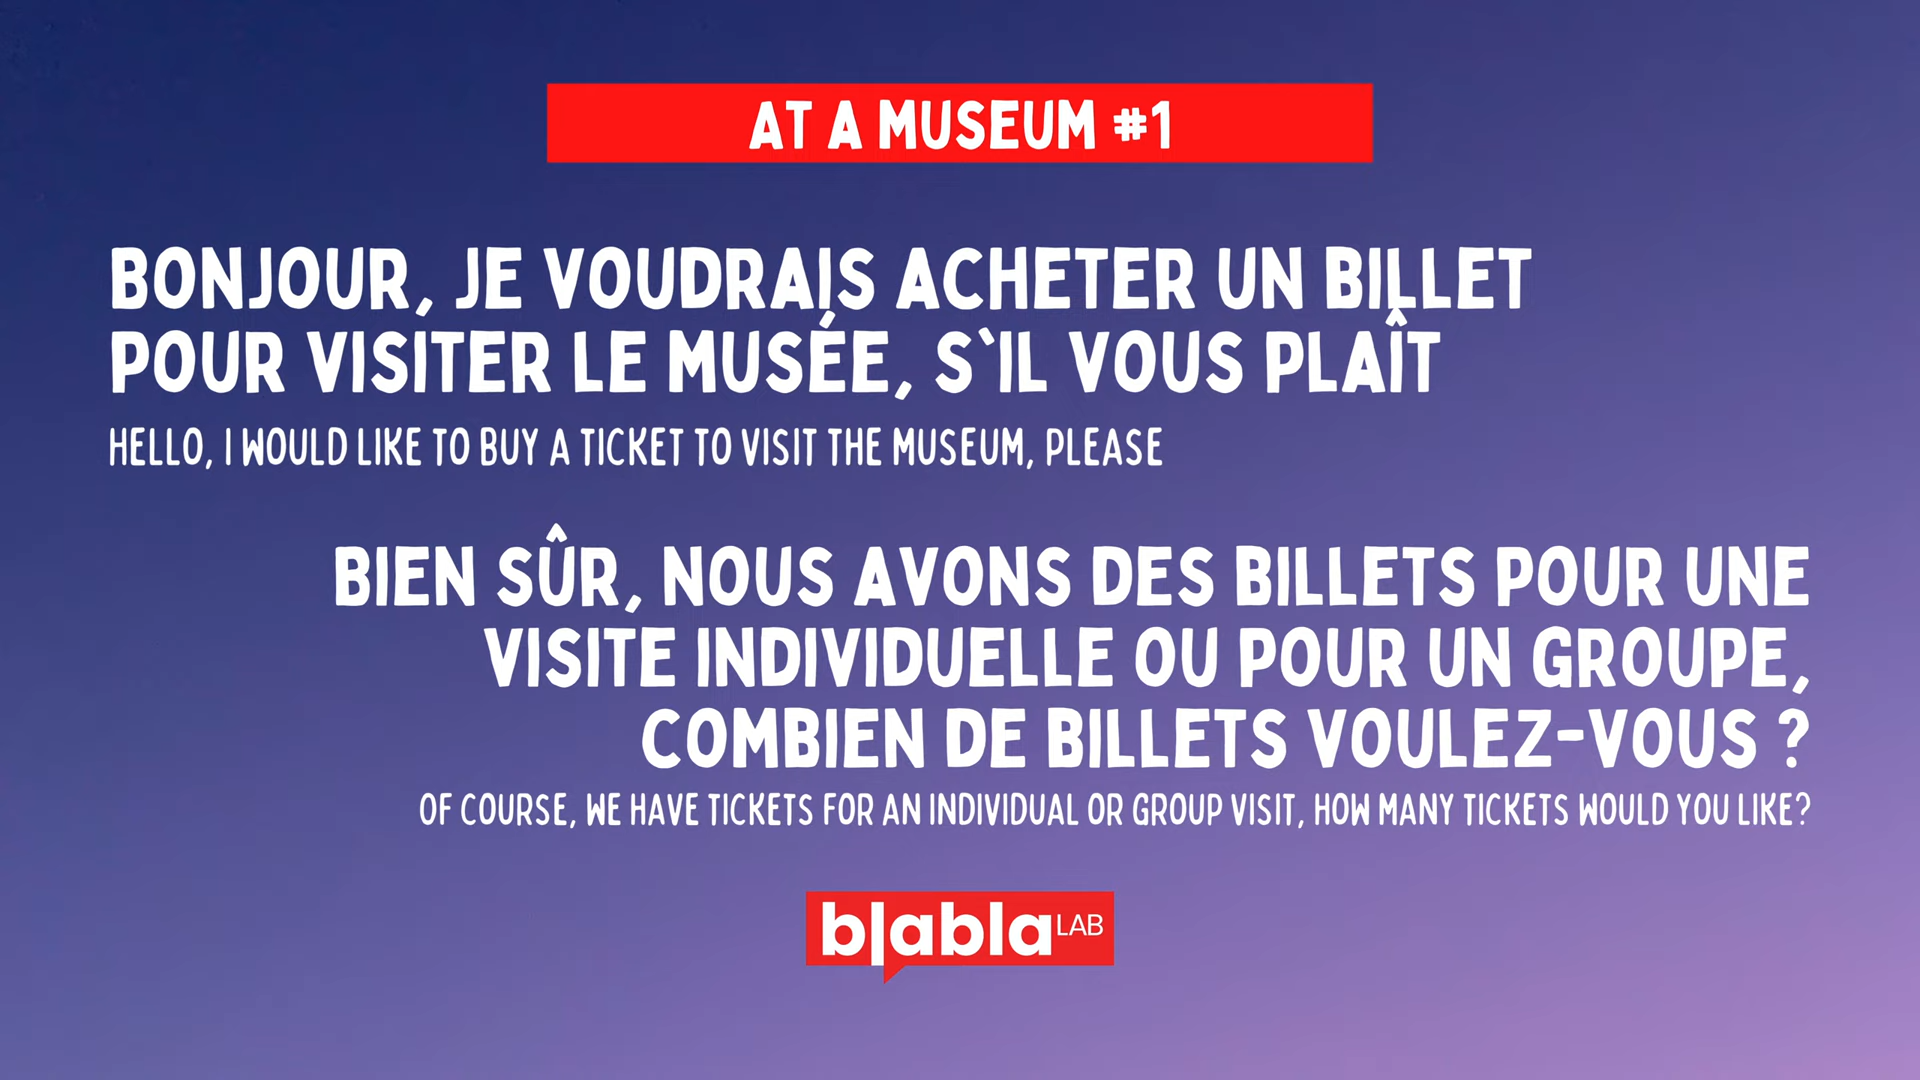 AT A MUSEUM #1
BONJOUR, JE VOUDRAIS ACHETER UN BILLET
POUR VISITER LE MUSÉE, S'IL VOUS PLAÎT
HELLO, I WOULD LIKE TO BUY A TICKET TO VISIT THE MUSEUM, PLEASE
BIEN SÛR, NOUS AVONS DES BILLETS POUR UNE
VISITE INDIVIDUELLE OU POUR UN GROUPE,
COMBIEN DE BILLETS VOULEZ-VOUS ?
OF COURSE, WE HAVE TICKETS FOR AN INDIVIDUAL OR GROUP VISIT, HOW MANY TICKETS WOULD YOU LIKE?
blabla LAB